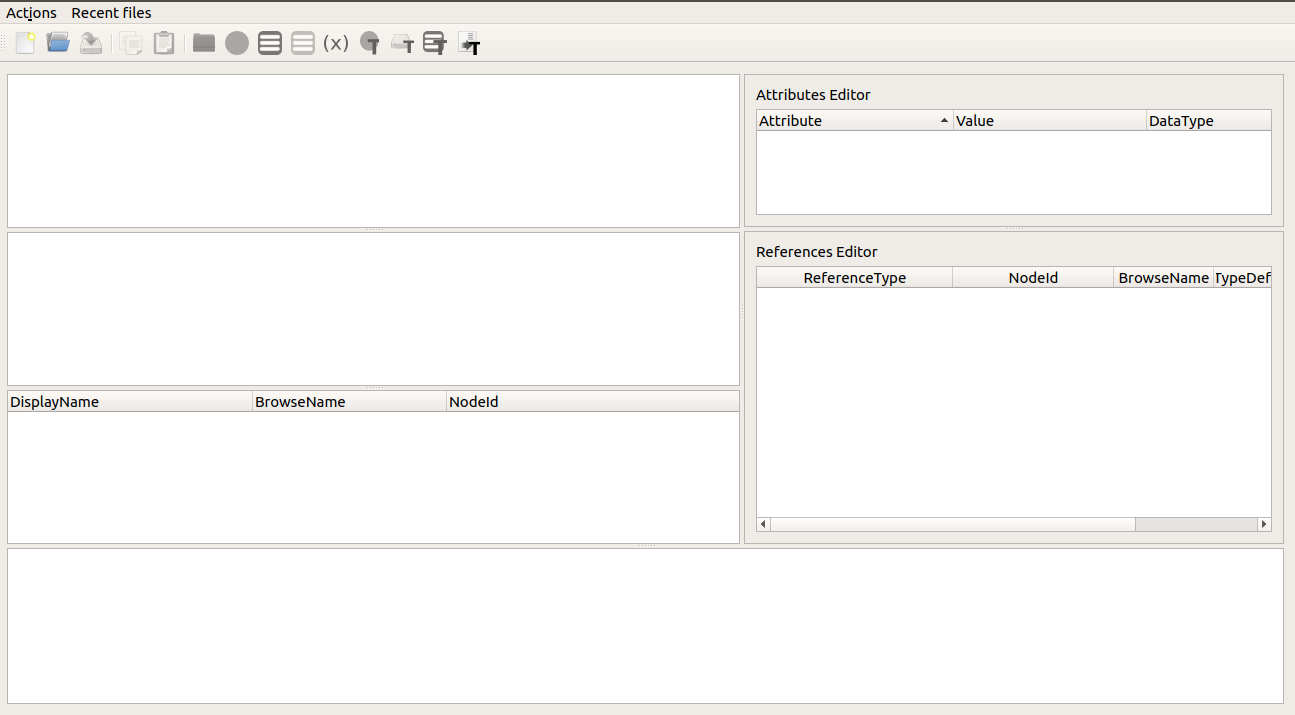 Actions Recent files
(x) T T T T
Attributes Editor
Attribute Value DataType
References Editor
ReferenceType NodeId BrowseName TypeDef
DisplayName BrowseName NodeId